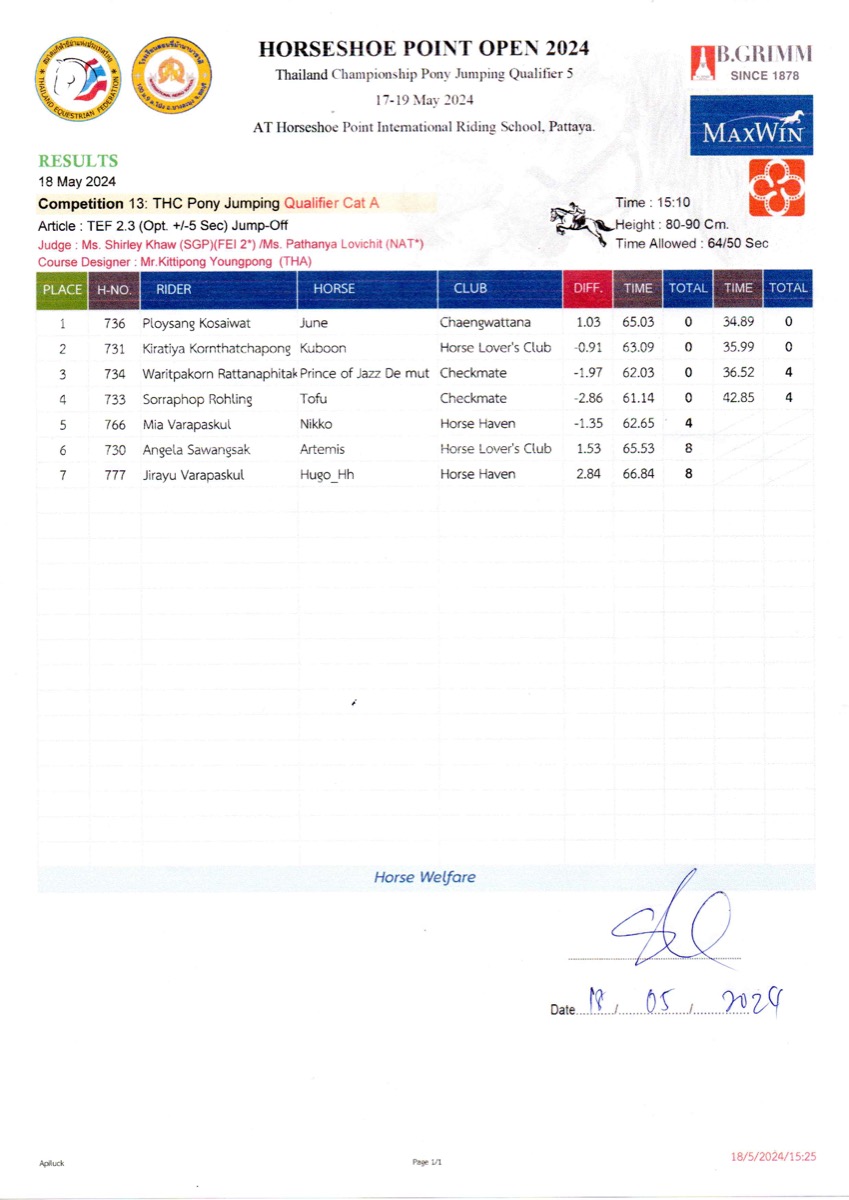 HORSESHOE POINT OPEN 2024
Thailand Championship Pony Jumping Qualifier 5
17-19 May 2024
AT Horseshoe Point International Riding School, Pattaya.
THAILAND EQUESTRIAN FEDERATION
B.GRIMM
SINCE 1878
MAXWIN
RESULTS
18 May 2024
Competition 13: THC Pony Jumping Qualifier Cat A
Time : 15:10
Article : TEF 2.3 (Opt. +/-5 Sec) Jump-Off
Height : 80-90 Cm.
Judge : Ms. Shirley Khaw (SGP)(FEI 2*) /Ms. Pathanya Lovichit (NAT*)
Time Allowed : 64/50 Sec
Course Designer : Mr.Kittipong Youngpong (THA)
PLACE H-NO. RIDER HORSE CLUB DIFF. TIME TOTAL TIME TOTAL
1 736 Ploysang Kosaiwat June Chaengwattana 1.03 65.03 0 34.89 0
2 731 Kiratiya Kornthatchapong Kuboon Horse Lover's Club -0.91 63.09 0 35.99 0
3 734 Waritpakorn Rattanaphitak Prince of Jazz De mut Checkmate -1.97 62.03 0 36.52 4
4 733 Sorraphop Rohling Tofu Checkmate -2.86 61.14 0 42.85 4
5 766 Mia Varapaskul Nikko Horse Haven -1.35 62.65 4
6 730 Angela Sawangsak Artemis Horse Lover's Club 1.53 65.53 8
7 777 Jirayu Varapaskul Hugo_Hh Horse Haven 2.84 66.84 8
Horse Welfare
Date 18 / 05 / 2024
Apiluck
Page 1/1
18/5/2024/15:25